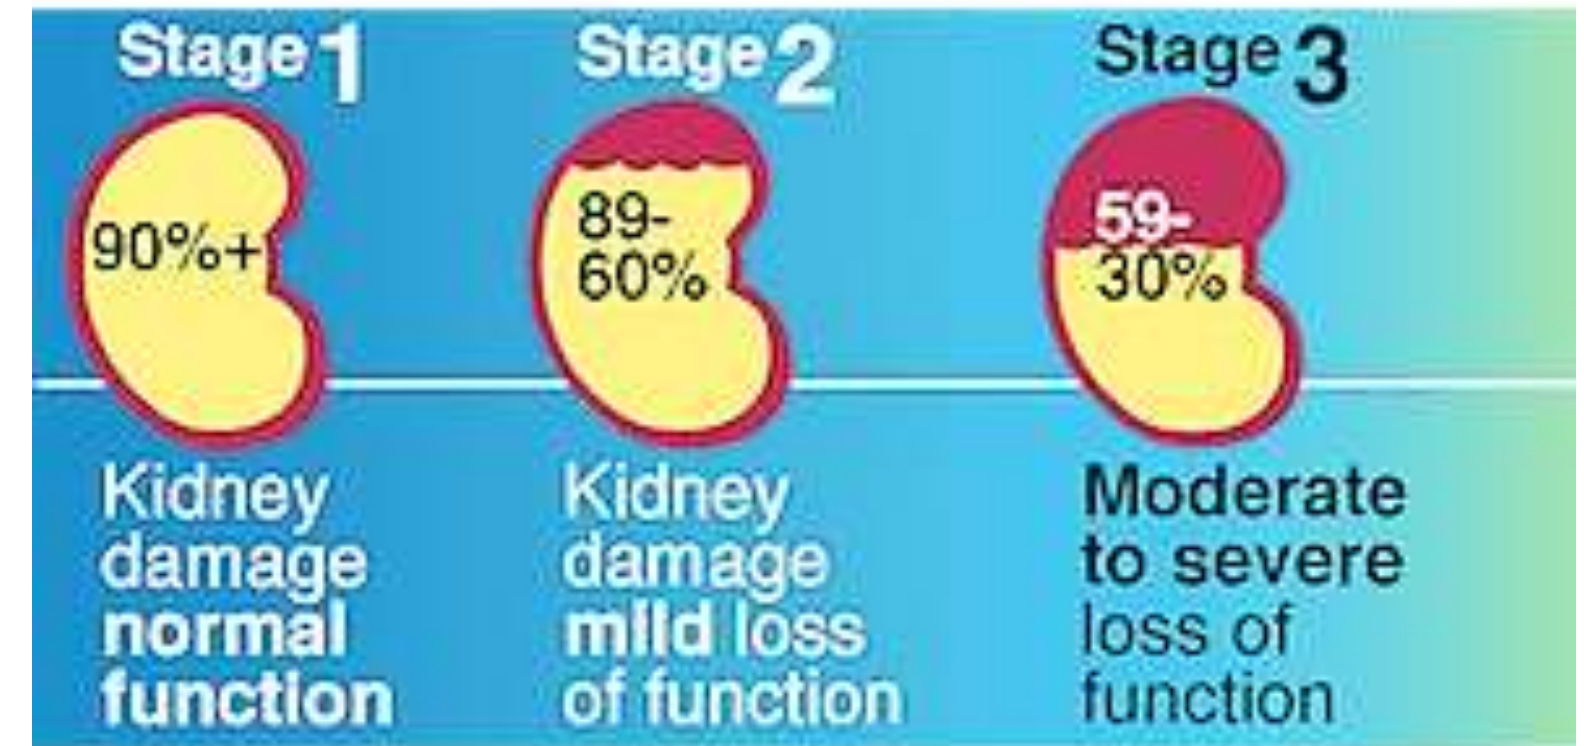 Stage 1
90%+
Kidney
damage
normal
function
Stage 2
89-
60%
Kidney
damage
mild loss
of function
Stage 3
59-
30%
Moderate
to severe
loss of
function